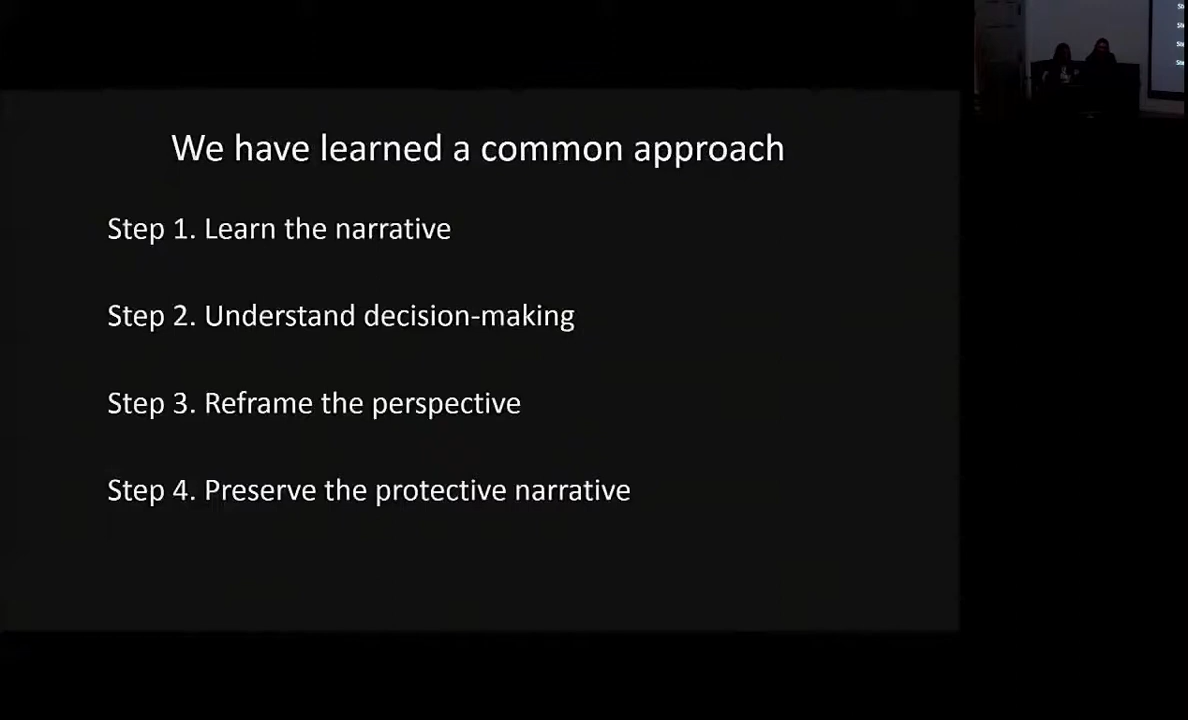 We have learned a common approach
Step 1. Learn the narrative
Step 2. Understand decision-making
Step 3. Reframe the perspective
Step 4. Preserve the protective narrative